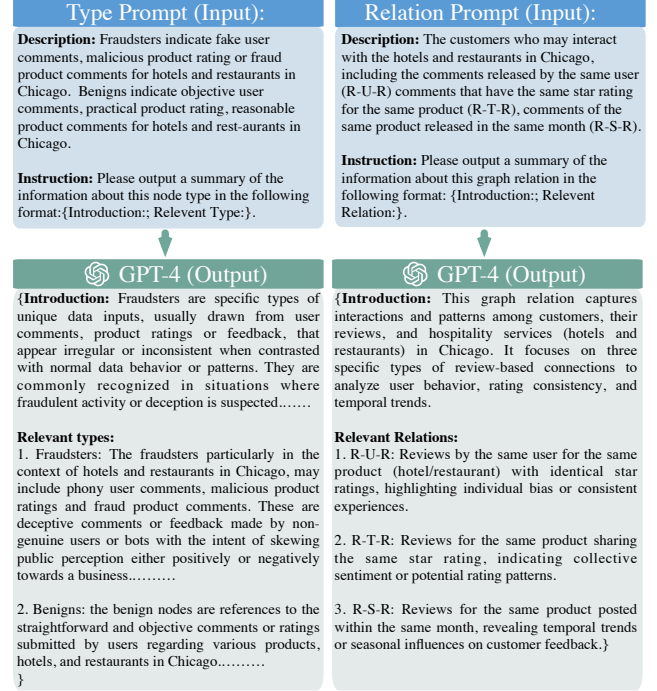 Type Prompt (Input):
Description: Fraudsters indicate fake user
comments, malicious product rating or fraud
product comments for hotels and restaurants in
Chicago. Benigns indicate objective user
comments, practical product rating, reasonable
product comments for hotels and rest-aurants in
Chicago.
Instruction: Please output a summary of the
information about this node type in the following
format:{Introduction:; Relevent Type:}.
GPT-4 (Output)
{Introduction: Fraudsters are specific types of
unique data inputs, usually drawn from user
comments, product ratings or feedback, that
appear irregular or inconsistent when contrasted
with normal data behavior or patterns. They are
commonly recognized in situations where
fraudulent activity or deception is suspected.......
Relevant types:
1. Fraudsters: The fraudsters particularly in the
context of hotels and restaurants in Chicago, may
include phony user comments, malicious product
ratings and fraud product comments. These are
deceptive comments or feedback made by non-
genuine users or bots with the intent of skewing
public perception either positively or negatively
towards a business..........
2. Benigns: the benign nodes are references to the
straightforward and objective comments or ratings
submitted by users regarding various products,
hotels, and restaurants in Chicago..........
}
Relation Prompt (Input):
Description: The customers who may interact
with the hotels and restaurants in Chicago,
including the comments released by the same user
(R-U-R) comments that have the same star rating
for the same product (R-T-R), comments of the
same product released in the same month (R-S-R).
Instruction: Please output a summary of the
information about this graph relation in the
following format: {Introduction:; Relevent
Relation:}.
GPT-4 (Output)
{Introduction: This graph relation captures
interactions and patterns among customers, their
reviews, and hospitality services (hotels and
restaurants) in Chicago. It focuses on three
specific types of review-based connections to
analyze user behavior, rating consistency, and
temporal trends.
Relevant Relations:
1. R-U-R: Reviews by the same user for the same
product (hotel/restaurant) with identical star
ratings, highlighting individual bias or consistent
experiences.
2. R-T-R: Reviews for the same product sharing
the same star rating, indicating collective
sentiment or potential rating patterns.
3. R-S-R: Reviews for the same product posted
within the same month, revealing temporal trends
or seasonal influences on customer feedback.}